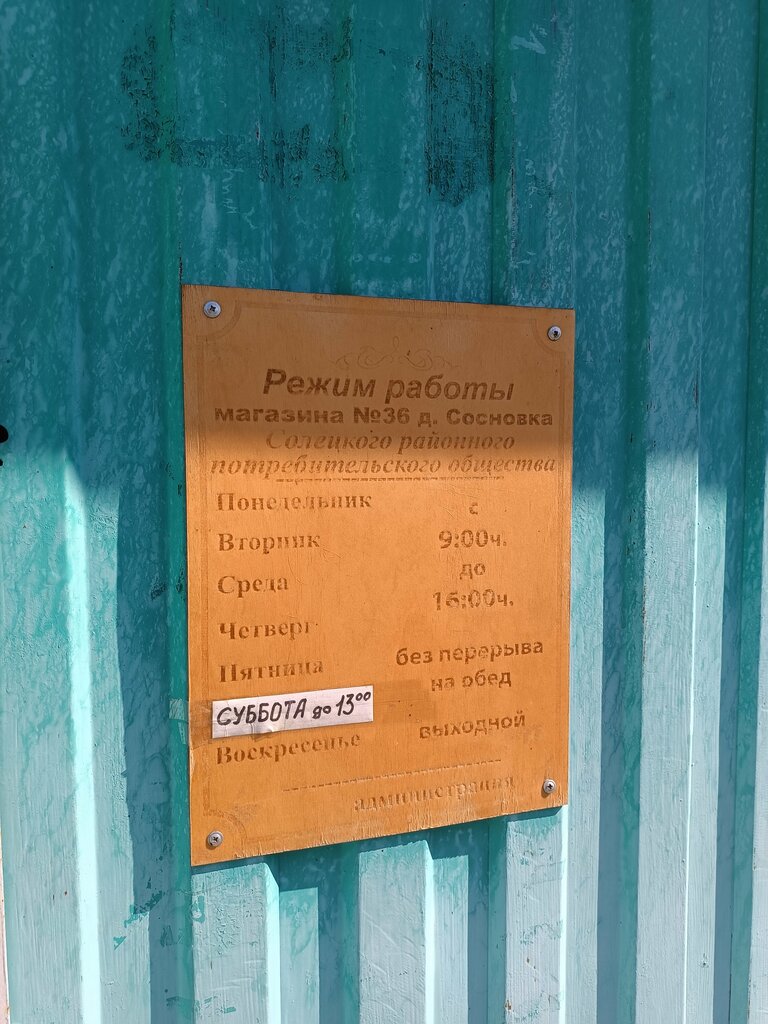 Режим работы
магазина №36 д. Сосновка
Солецкого районного
потребительского общества
Понедельник с
Вторник 9:00ч.
Среда до
16:00ч.
Четверг
Пятница без перерыва
на обед
СУББОТА до 13⁰⁰
Воскресенье выходной
администрация